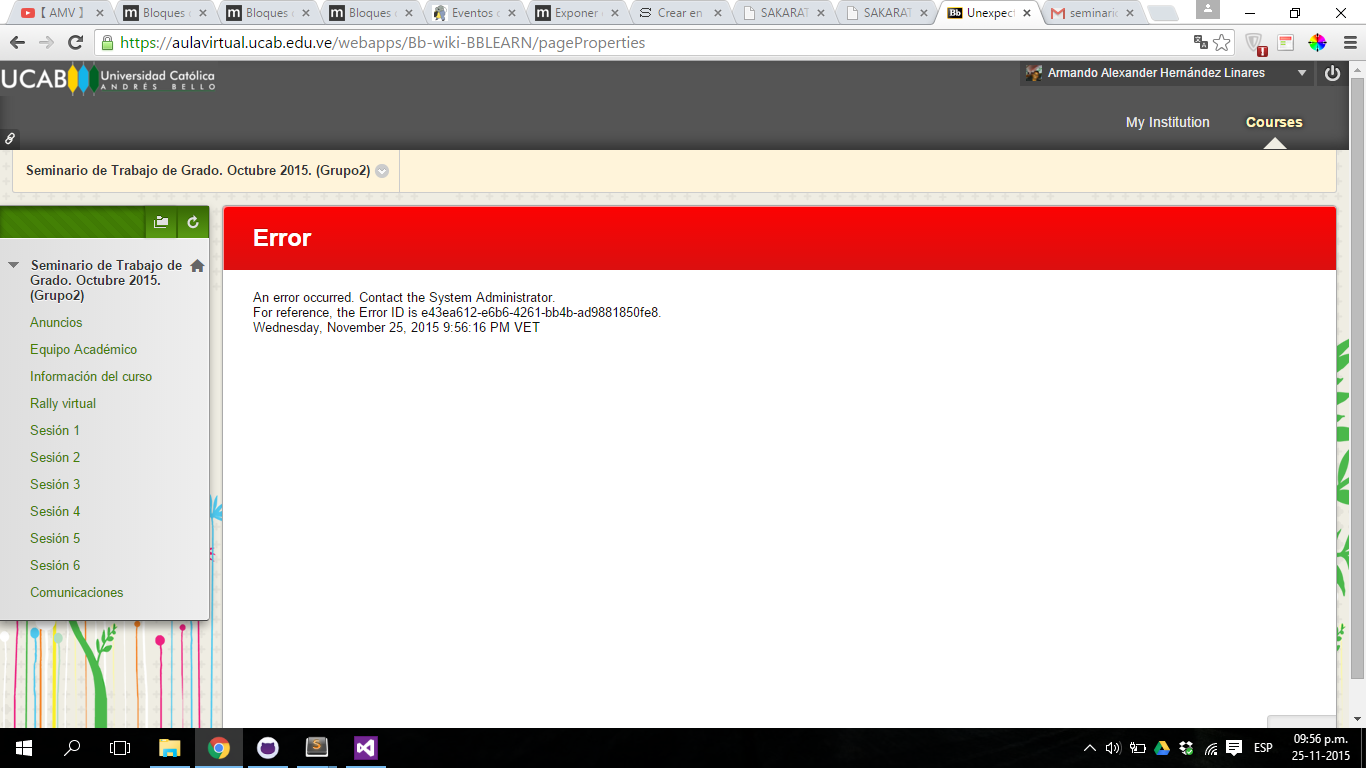 【 AMV 】
Bloques
Bloques
Bloques
Eventos
Exponer
Crear en
SAKARAT
SAKARAT
Bb Unexpect
seminario
https://aulavirtual.ucab.edu.ve/webapps/Bb-wiki-BBLEARN/pageProperties
1
UCAB Universidad Católica
ANDRÉS BELLO
Armando Alexander Hernández Linares
My Institution
Courses
Seminario de Trabajo de Grado. Octubre 2015. (Grupo2)
Seminario de Trabajo de
Grado. Octubre 2015.
(Grupo2)
Anuncios
Equipo Académico
Información del curso
Rally virtual
Sesión 1
Sesión 2
Sesión 3
Sesión 4
Sesión 5
Sesión 6
Comunicaciones
Error
An error occurred. Contact the System Administrator.
For reference, the Error ID is e43ea612-e6b6-4261-bb4b-ad9881850fe8.
Wednesday, November 25, 2015 9:56:16 PM VET
ESP
09:56 p.m.
25-11-2015